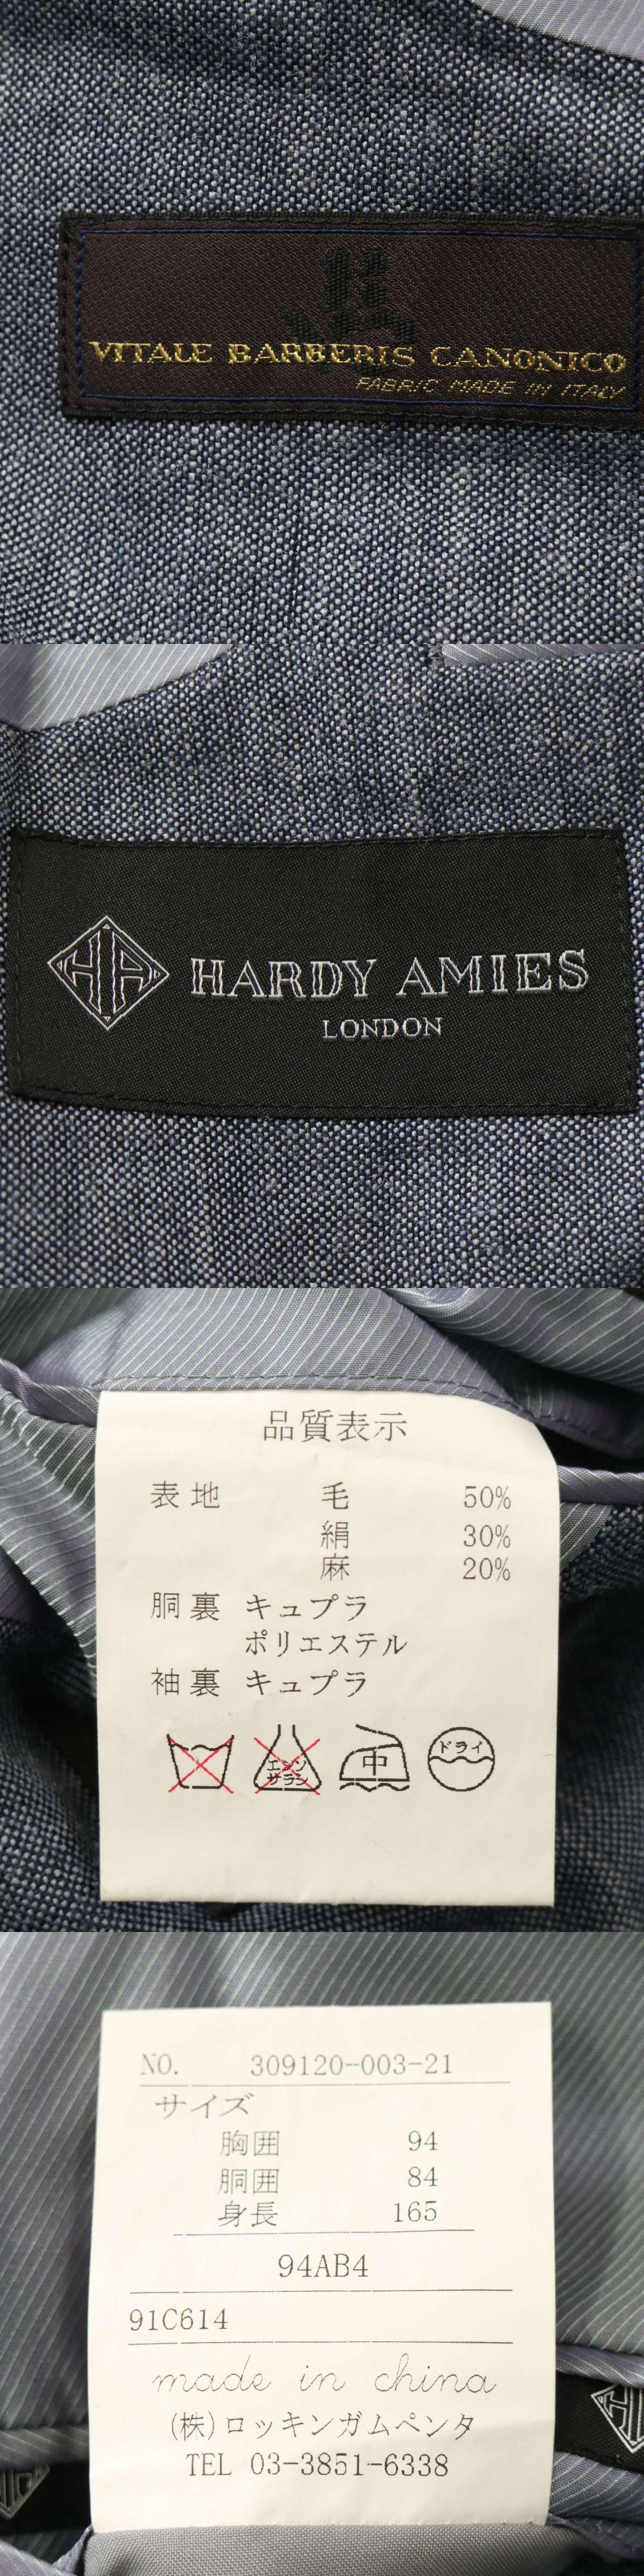 VITALE BARBERIS CANONICO
FABRIC MADE IN ITALY
HA HARDY AMIES
LONDON
品質表示
表地 毛 50%
絹 30%
麻 20%
胴裏 キュプラ
ポリエステル
袖裏 キュプラ
エンソ
サラシ
中
ドライ
NO. 309120-003-21
サイズ
胸囲 94
胴囲 84
身長 165
94AB4
91C614
made in china
(株)ロッキンガムペンタ
TEL 03-3851-6338